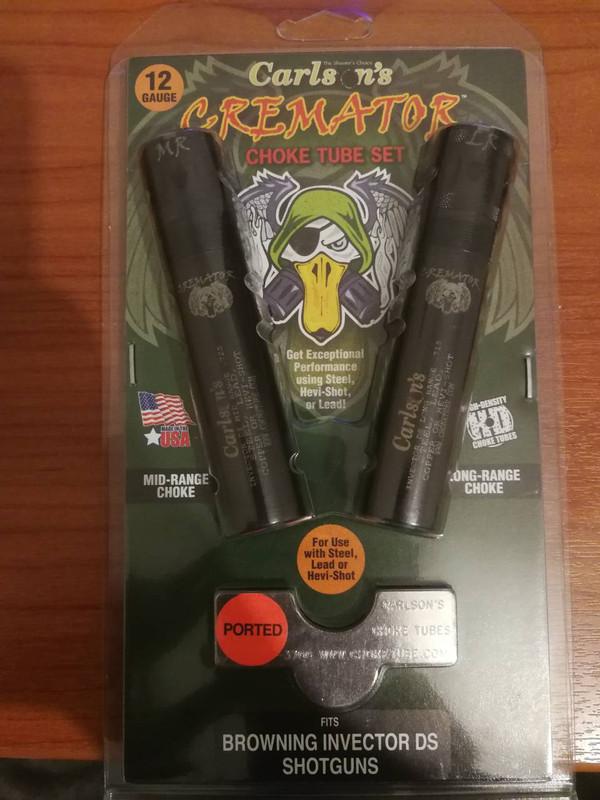 12
GAUGE
The Shooter's Choice
Carlson's
CREMATOR™
CHOKE TUBE SET
MR
CREMATOR
Carlson's
CREMATOR
Carlson's
Get Exceptional
Performance
using Steel,
Hevi-Shot,
or Lead!
MADE IN THE
USA
HD
CHOKE TUBES
MID-RANGE
CHOKE
LONG-RANGE
CHOKE
For Use
with Steel,
Lead or
Hevi-Shot
PORTED
CARLSON'S
CHOKE TUBES
WWW.CHOKETUBE.COM
FITS
BROWNING INVECTOR DS
SHOTGUNS